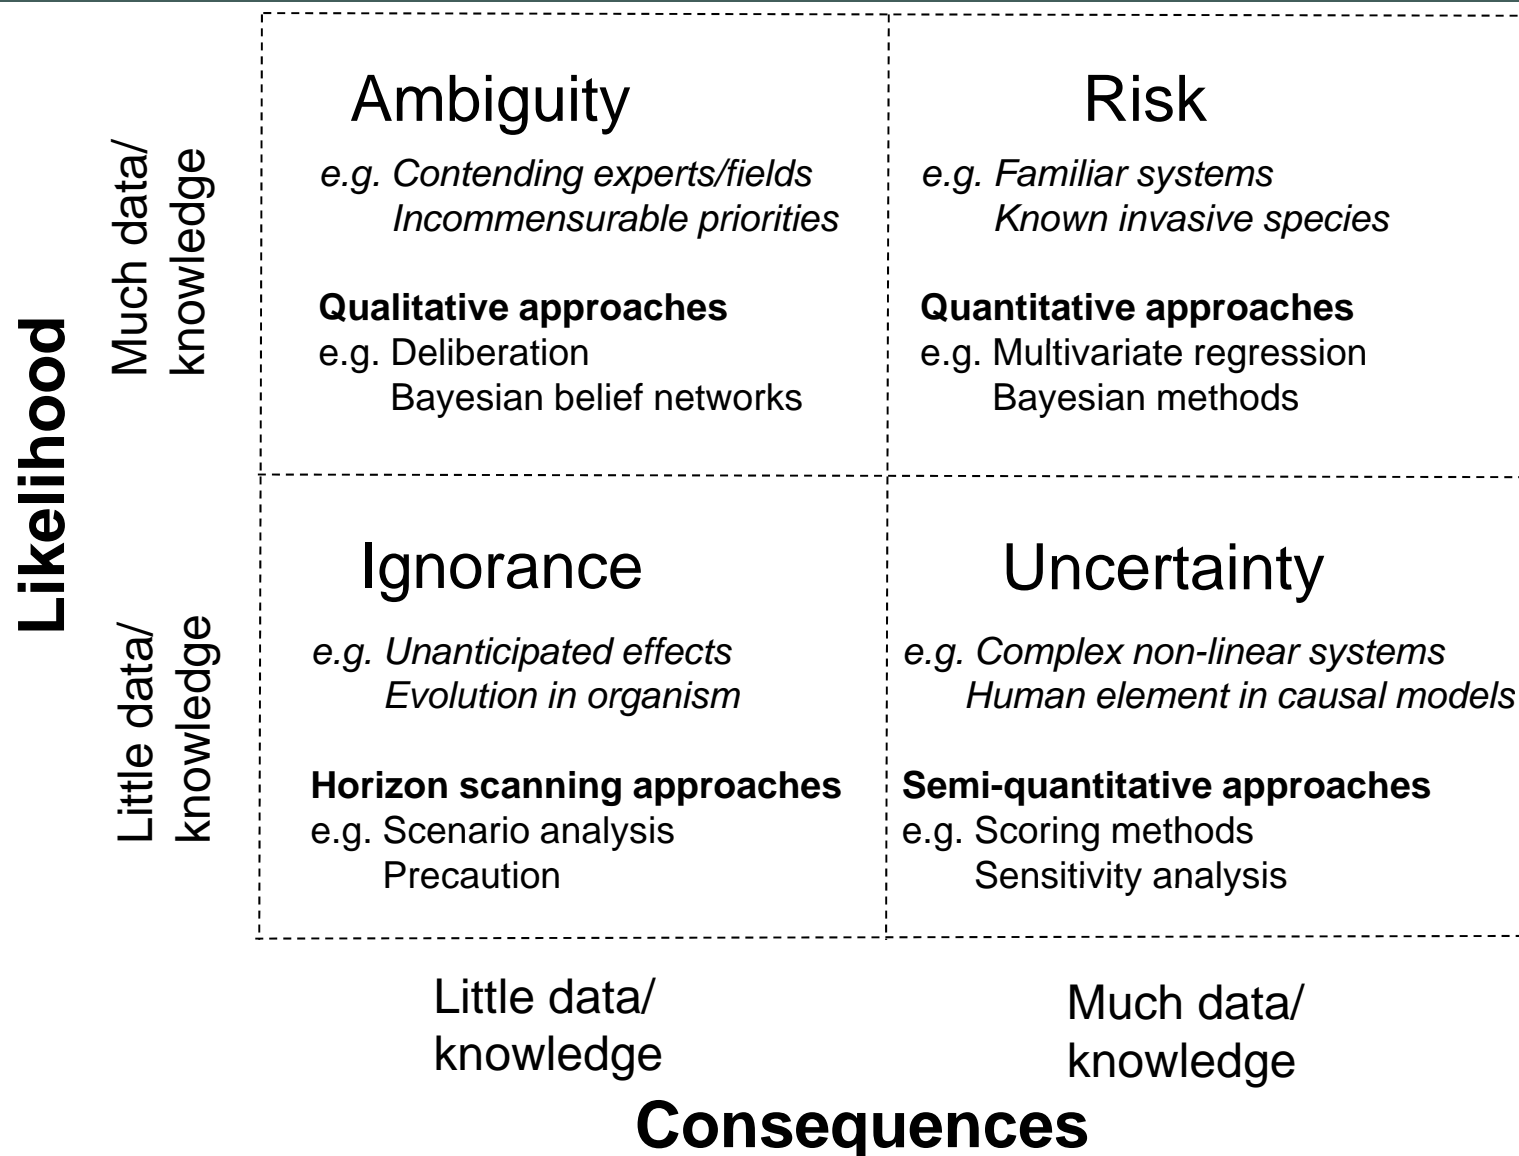 Likelihood
Much data/
knowledge
Little data/
knowledge
Ambiguity
e.g. Contending experts/fields
Incommensurable priorities
Qualitative approaches
e.g. Deliberation
Bayesian belief networks
Risk
e.g. Familiar systems
Known invasive species
Quantitative approaches
e.g. Multivariate regression
Bayesian methods
Ignorance
e.g. Unanticipated effects
Evolution in organism
Horizon scanning approaches
e.g. Scenario analysis
Precaution
Uncertainty
e.g. Complex non-linear systems
Human element in causal models
Semi-quantitative approaches
e.g. Scoring methods
Sensitivity analysis
Little data/
knowledge
Much data/
knowledge
Consequences